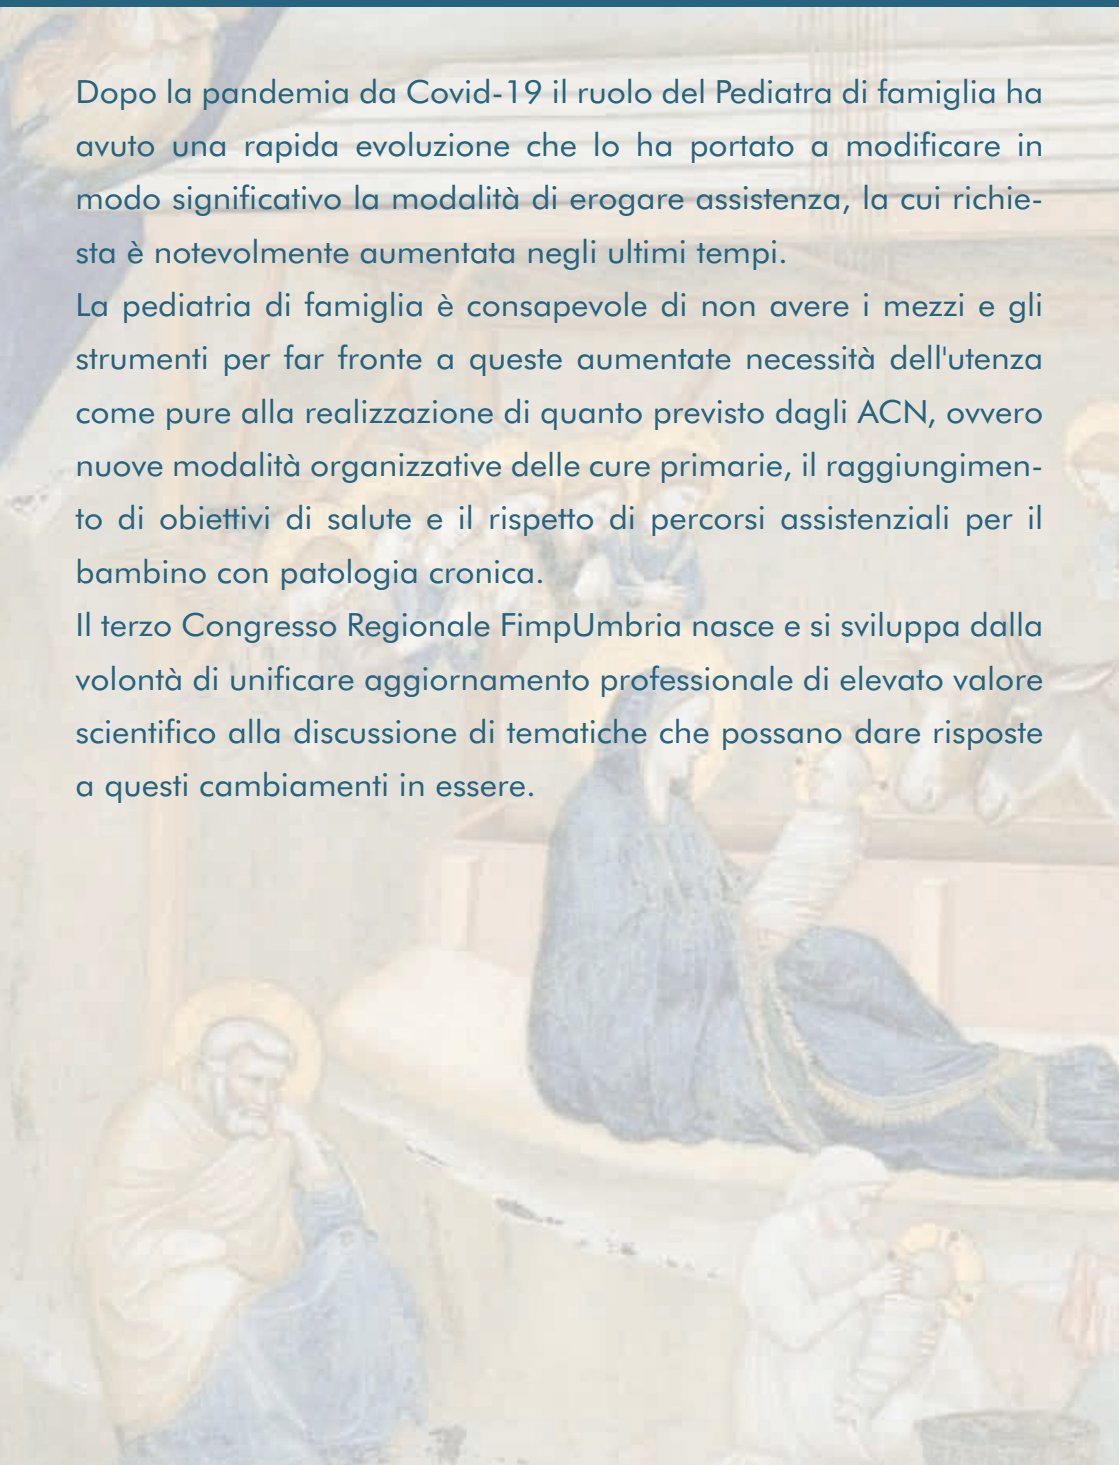 Dopo la pandemia da Covid-19 il ruolo del Pediatra di famiglia ha
avuto una rapida evoluzione che lo ha portato a modificare in
modo significativo la modalità di erogare assistenza, la cui richie-
sta è notevolmente aumentata negli ultimi tempi.
La pediatria di famiglia è consapevole di non avere i mezzi e gli
strumenti per far fronte a queste aumentate necessità dell'utenza
come pure alla realizzazione di quanto previsto dagli ACN, ovvero
nuove modalità organizzative delle cure primarie, il raggiungimen-
to di obiettivi di salute e il rispetto di percorsi assistenziali per il
bambino con patologia cronica.
Il terzo Congresso Regionale FimpUmbria nasce e si sviluppa dalla
volontà di unificare aggiornamento professionale di elevato valore
scientifico alla discussione di tematiche che possano dare risposte
a questi cambiamenti in essere.